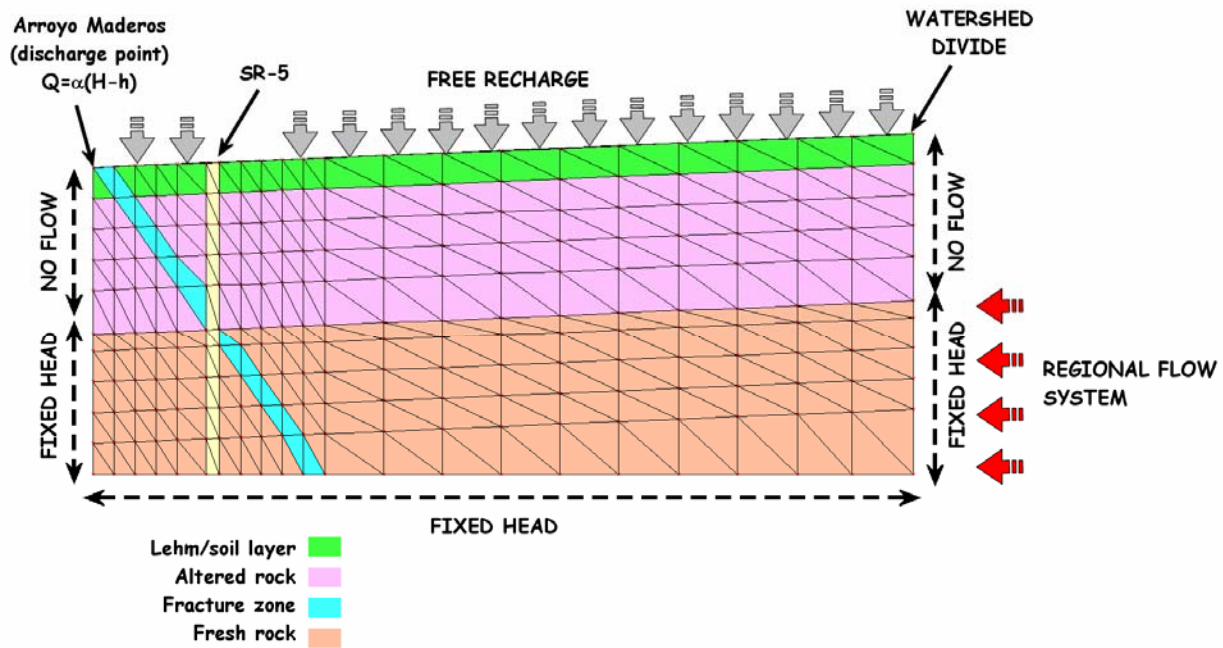 Arroyo Maderos
(discharge point)
Q=α(H-h)
SR-5
FREE RECHARGE
WATERSHED
DIVIDE
NO FLOW
FIXED HEAD
NO FLOW
FIXED HEAD
REGIONAL FLOW
SYSTEM
FIXED HEAD
Lehm/soil layer
Altered rock
Fracture zone
Fresh rock